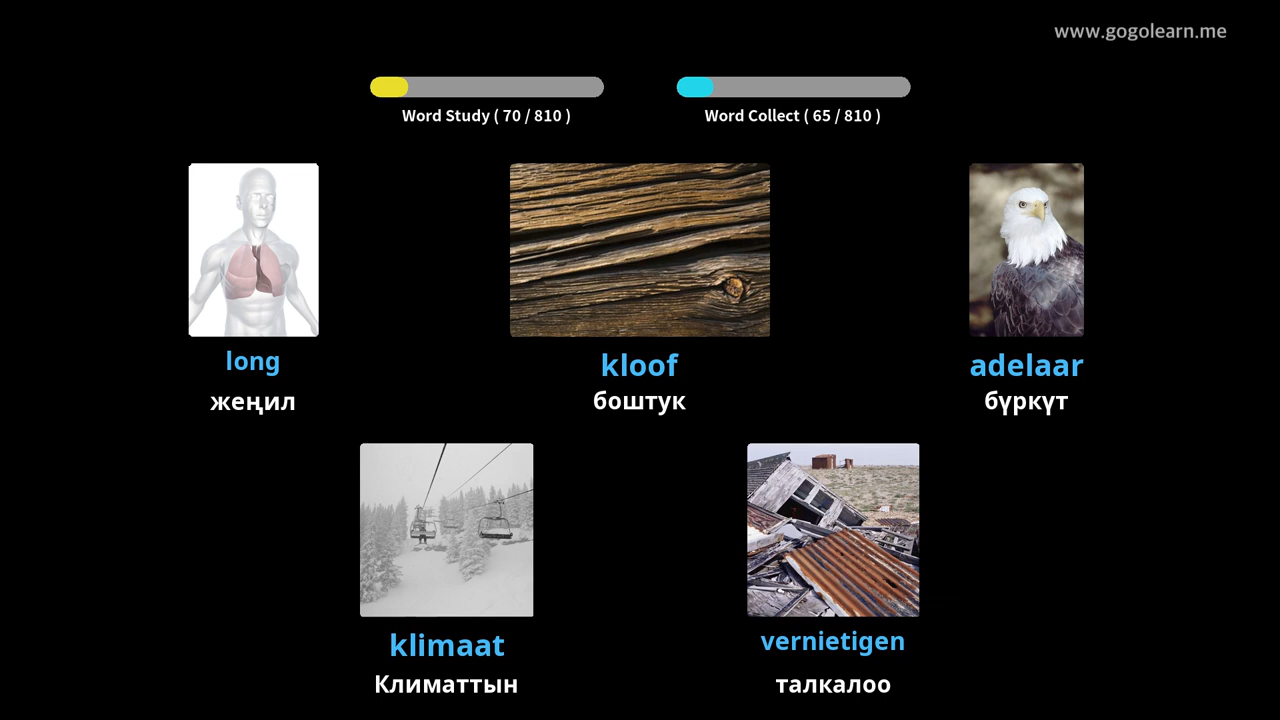 www.gogolearn.me
Word Study ( 70 / 810 )
Word Collect ( 65 / 810 )
long
жеңил
kloof
боштук
adelaar
бүркүт
klimaat
Климаттын
vernietigen
талкалоо